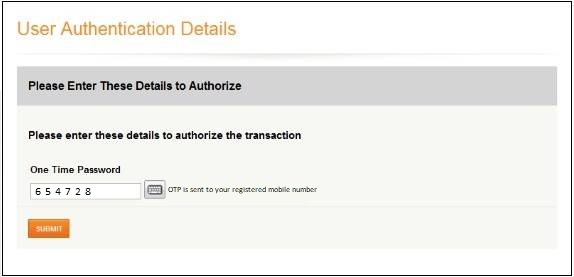 User Authentication Details
Please Enter These Details to Authorize
Please enter these details to authorize the transaction
One Time Password
6 5 4 7 2 8 OTP is sent to your registered mobile number
SUBMIT